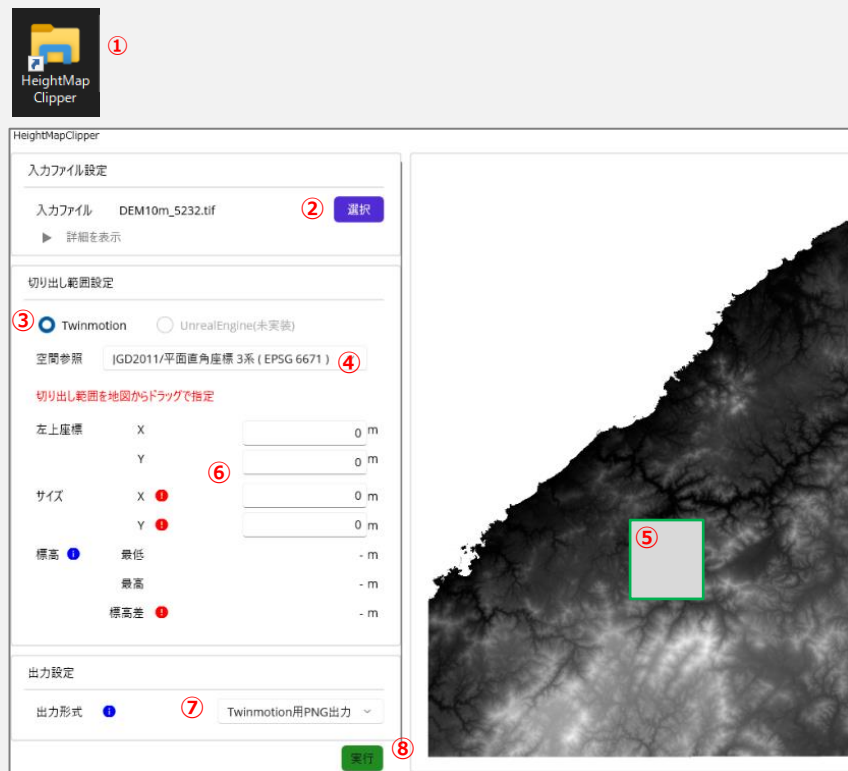 ①
HeightMap
Clipper
HeightMapClipper
入力ファイル設定
入力ファイル DEM10m_5232.tif ② 選択
▶ 詳細を表示
切り出し範囲設定
③ Twinmotion UnrealEngine(未実装)
空間参照 JGD2011/平面直角座標 3系 ( EPSG 6671 ) ④
切り出し範囲を地図からドラッグで指定
左上座標 X 0 m
Y 0 m
⑥
サイズ X 0 m
Y 0 m
⑤
標高 最低 - m
最高 - m
標高差 - m
出力設定
出力形式 ⑦ Twinmotion用PNG出力
実行 ⑧